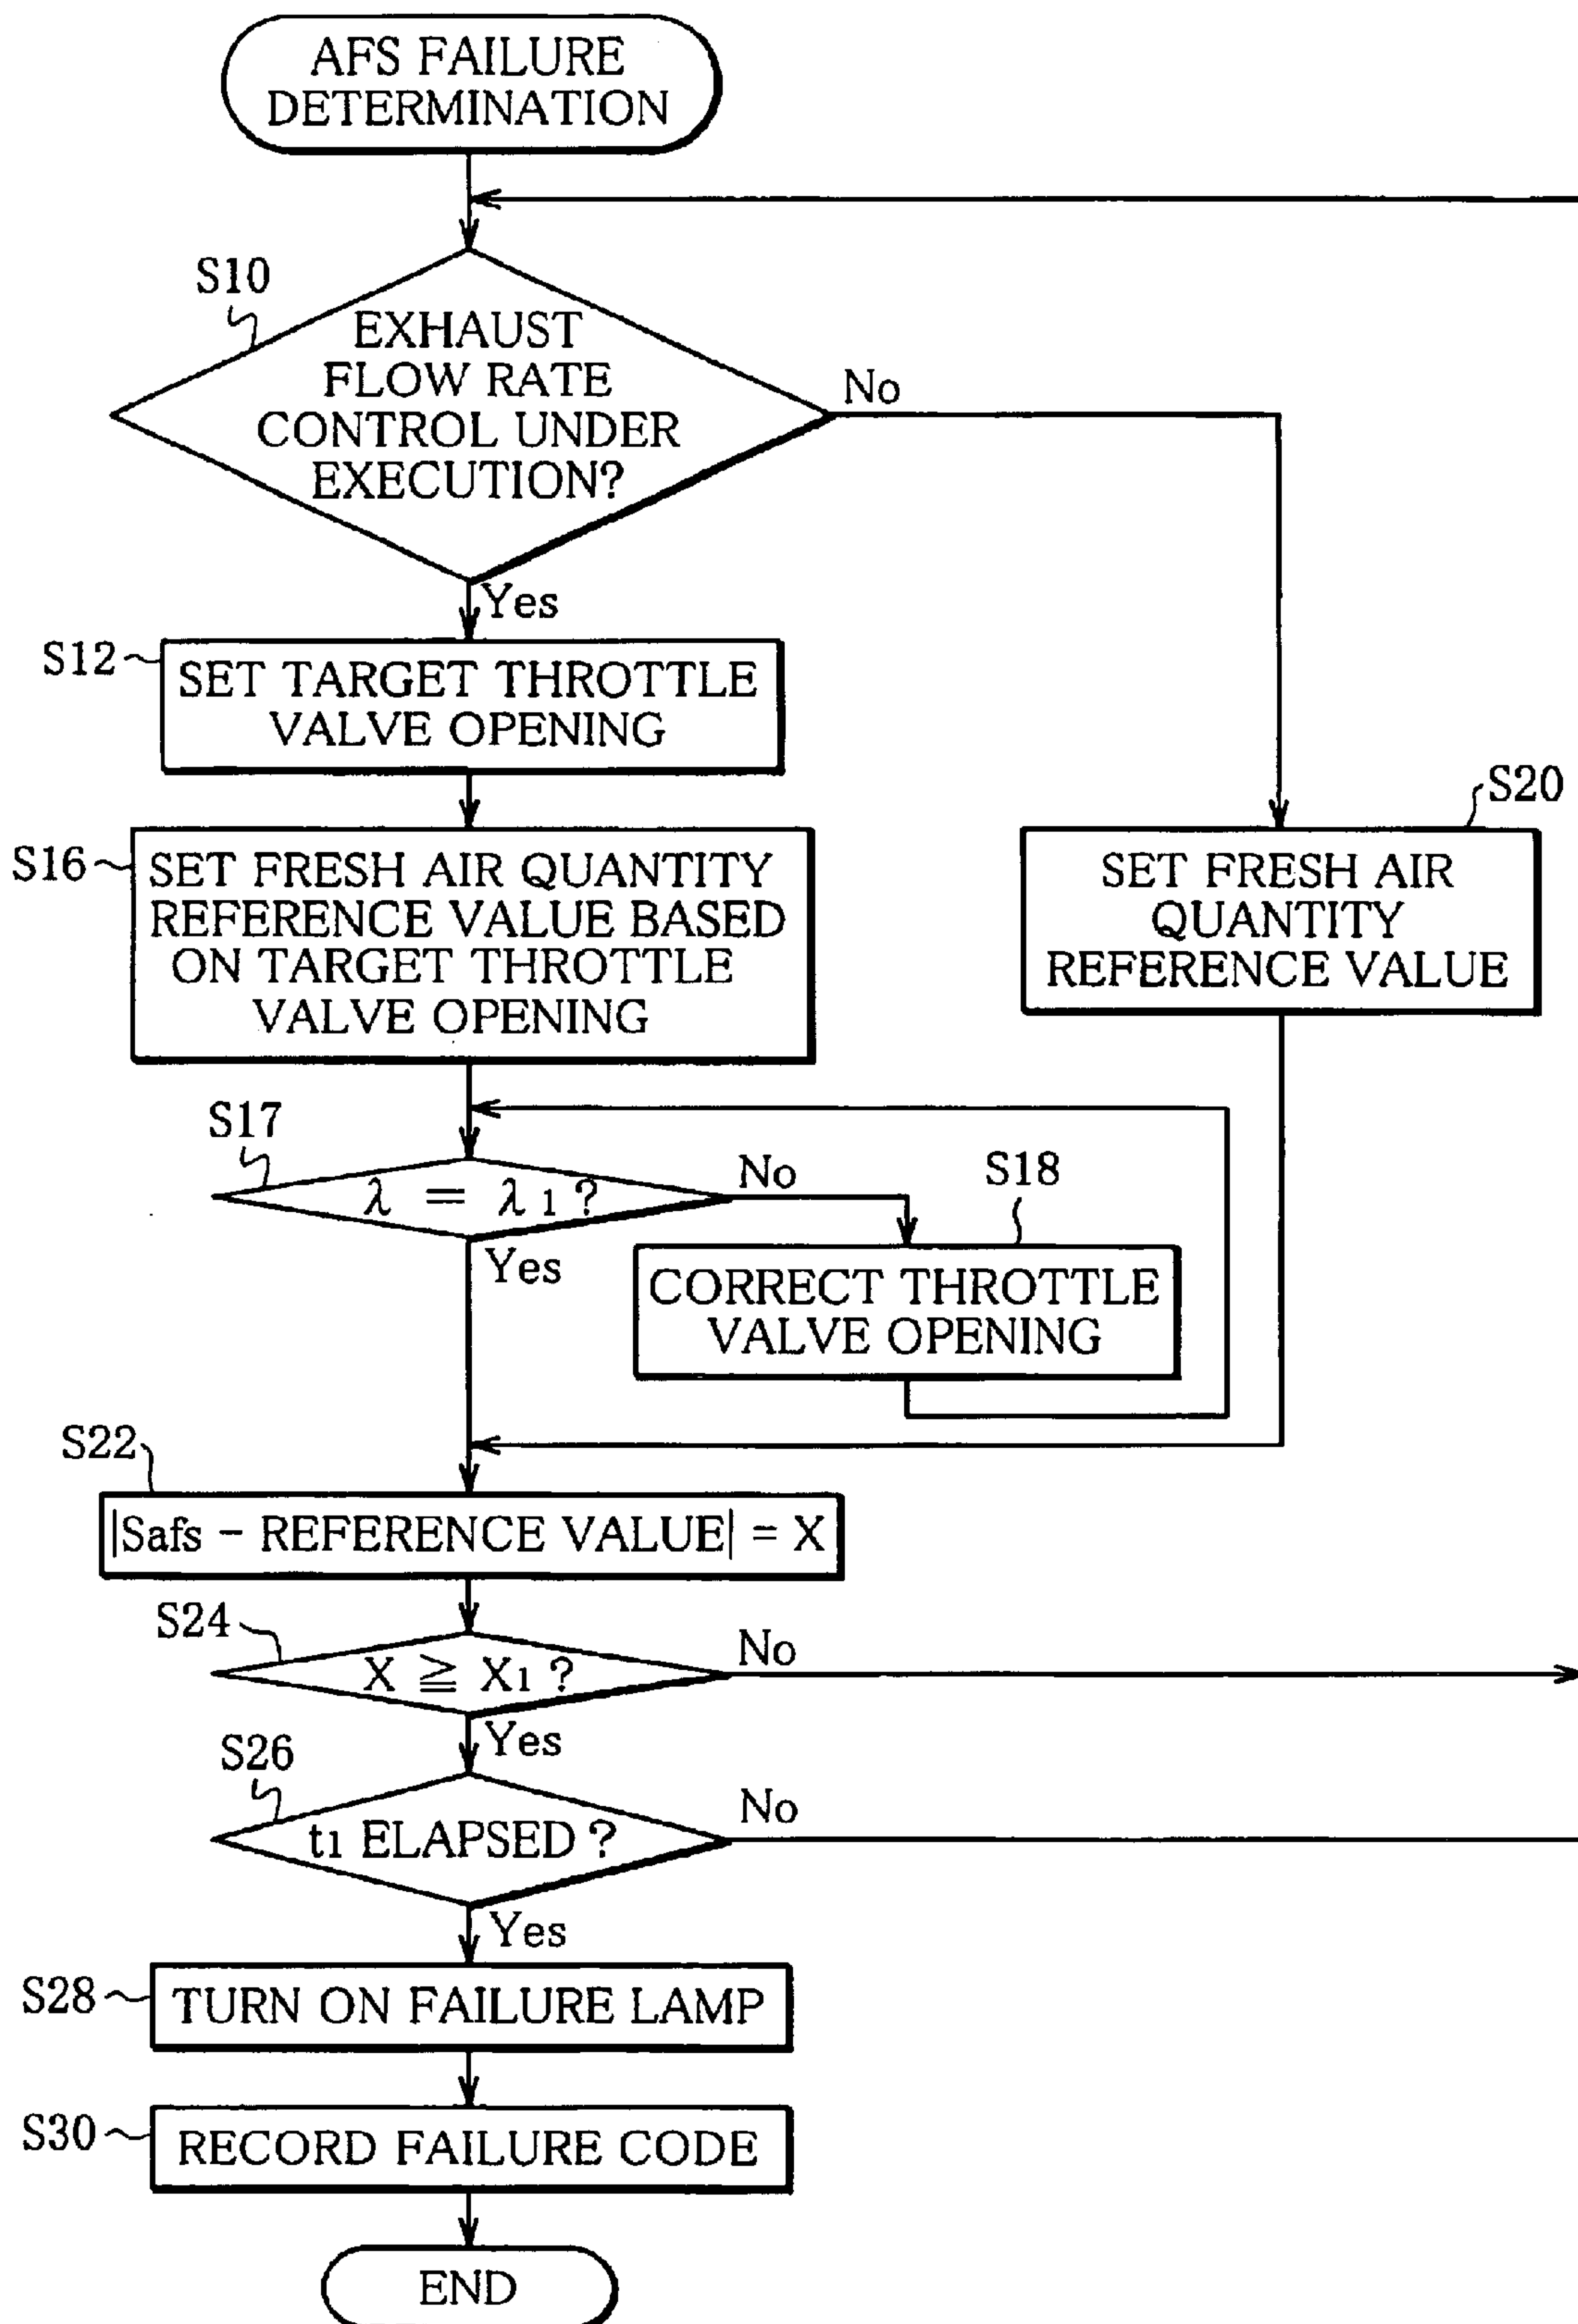 AFS FAILURE
DETERMINATION
S10
EXHAUST
FLOW RATE
CONTROL UNDER
EXECUTION?
No
Yes
S12
SET TARGET THROTTLE
VALVE OPENING
S16
SET FRESH AIR QUANTITY
REFERENCE VALUE BASED
ON TARGET THROTTLE
VALVE OPENING
S20
SET FRESH AIR
QUANTITY
REFERENCE VALUE
S17
λ = λ1?
No
Yes
S18
CORRECT THROTTLE
VALVE OPENING
S22
|Safs - REFERENCE VALUE| = X
S24
X ≧ X1?
No
Yes
S26
t1 ELAPSED?
No
Yes
S28
TURN ON FAILURE LAMP
S30
RECORD FAILURE CODE
END